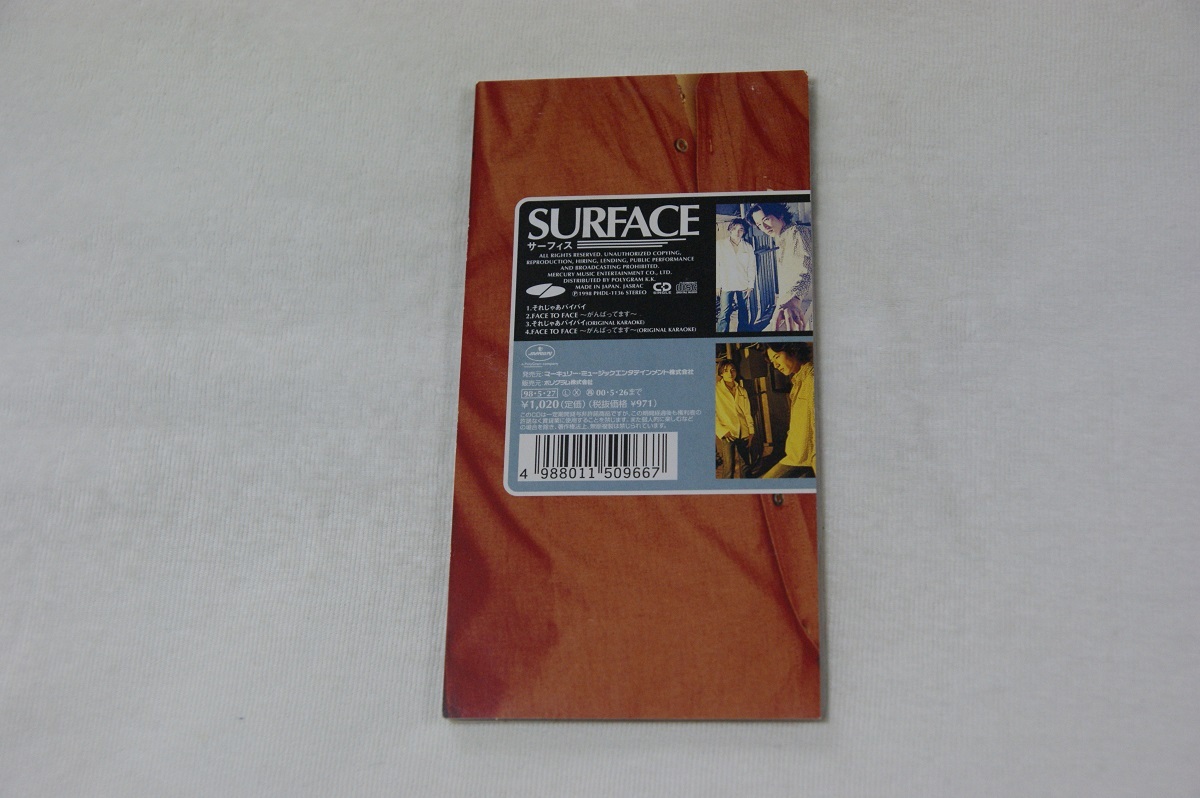 SURFACE
サーフィス
ALL RIGHTS RESERVED. UNAUTHORIZED COPYING,
REPRODUCTION, HIRING, LENDING, PUBLIC PERFORMANCE
AND BROADCASTING PROHIBITED.
MERCURY MUSIC ENTERTAINMENT CO., LTD.
DISTRIBUTED BY POLYGRAM K.K.
MADE IN JAPAN. JASRAC
Ⓟ1998 PHDL-1136 STEREO
CD
SINGLE
1.それじゃあバイバイ
2.FACE TO FACE 〜がんばってます〜
3.それじゃあバイバイ(ORIGINAL KARAOKE)
4.FACE TO FACE 〜がんばってます〜(ORIGINAL KARAOKE)
発売元:マーキュリー・ミュージックエンタテインメント株式会社
販売元:ポリグラム株式会社
98・5・27 Ⓛ Ⓧ 00・5・26まで
¥1,020(定価)(税抜価格 ¥971)
4 988011 509667